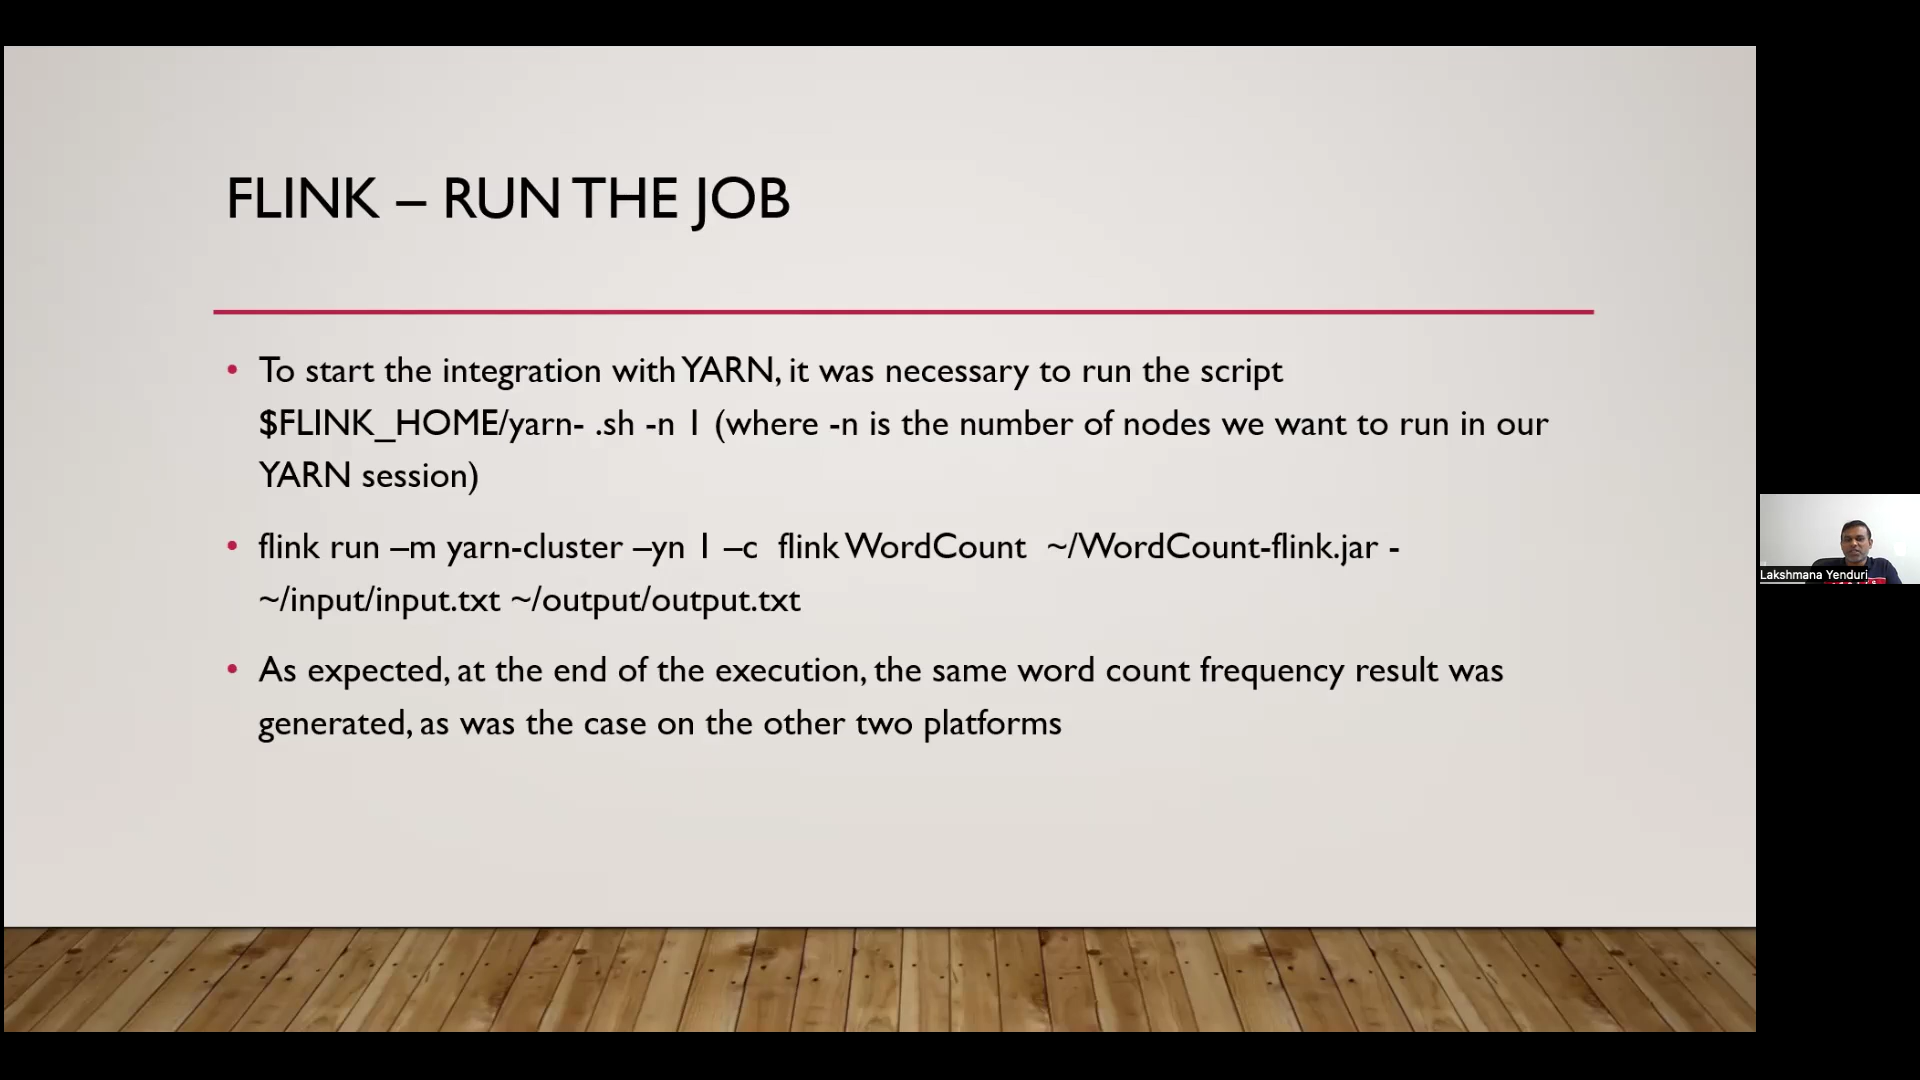 FLINK – RUN THE JOB
• To start the integration with YARN, it was necessary to run the script
$FLINK_HOME/yarn- .sh -n 1 (where -n is the number of nodes we want to run in our
YARN session)
• flink run –m yarn-cluster –yn 1 –c flink WordCount ~/WordCount-flink.jar -
~/input/input.txt ~/output/output.txt
• As expected, at the end of the execution, the same word count frequency result was
generated, as was the case on the other two platforms
Lakshmana Yenduri